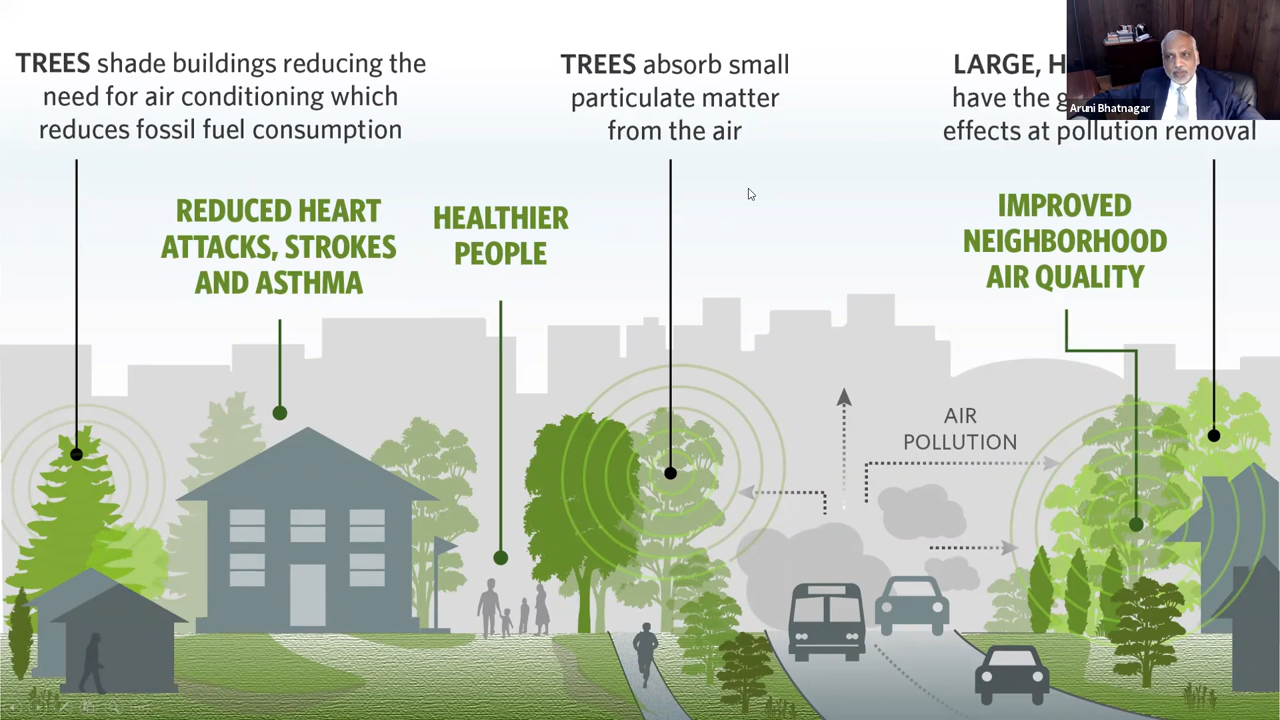 TREES shade buildings reducing the
need for air conditioning which
reduces fossil fuel consumption
TREES absorb small
particulate matter
from the air
LARGE,
have the
effects at pollution removal
Aruni Bhatnagar
REDUCED HEART
ATTACKS, STROKES
AND ASTHMA
HEALTHIER
PEOPLE
IMPROVED
NEIGHBORHOOD
AIR QUALITY
AIR
POLLUTION